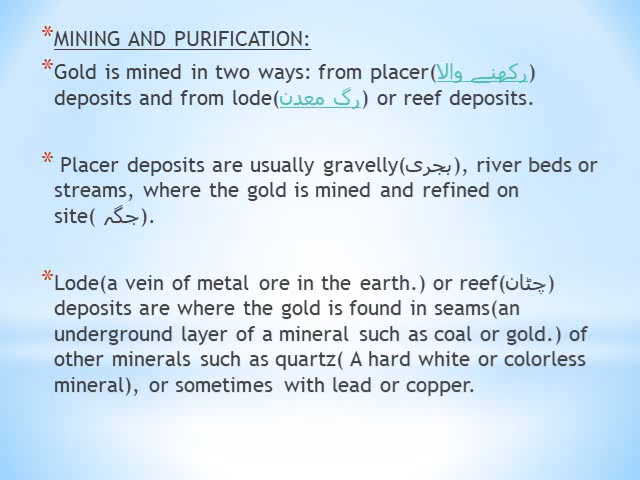 * MINING AND PURIFICATION:
* Gold is mined in two ways: from placer(رکھنے والا)
deposits and from lode(رگ معدن) or reef deposits.
* Placer deposits are usually gravelly(بجری), river beds or
streams, where the gold is mined and refined on
site( جگہ).
* Lode(a vein of metal ore in the earth.) or reef(چٹان)
deposits are where the gold is found in seams(an
underground layer of a mineral such as coal or gold.) of
other minerals such as quartz( A hard white or colorless
mineral), or sometimes with lead or copper.